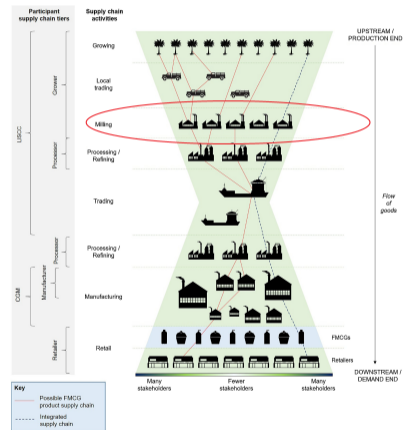 Participant
supply chain tiers
Supply chain
activities
UPSTREAM /
PRODUCTION END
Growing
Grower
Local
trading
Milling
USCC
Processor
Processing /
Refining
Trading
Flow
of
goods
Processor
Processing /
Refining
CGM
Manufacturer
Manufacturing
Retailer
Retail
FMCGs
Retailers
Many
stakeholders
Fewer
stakeholders
Many
stakeholders
DOWNSTREAM /
DEMAND END
Key
Possible FMCG
product supply chain
Integrated
supply chain